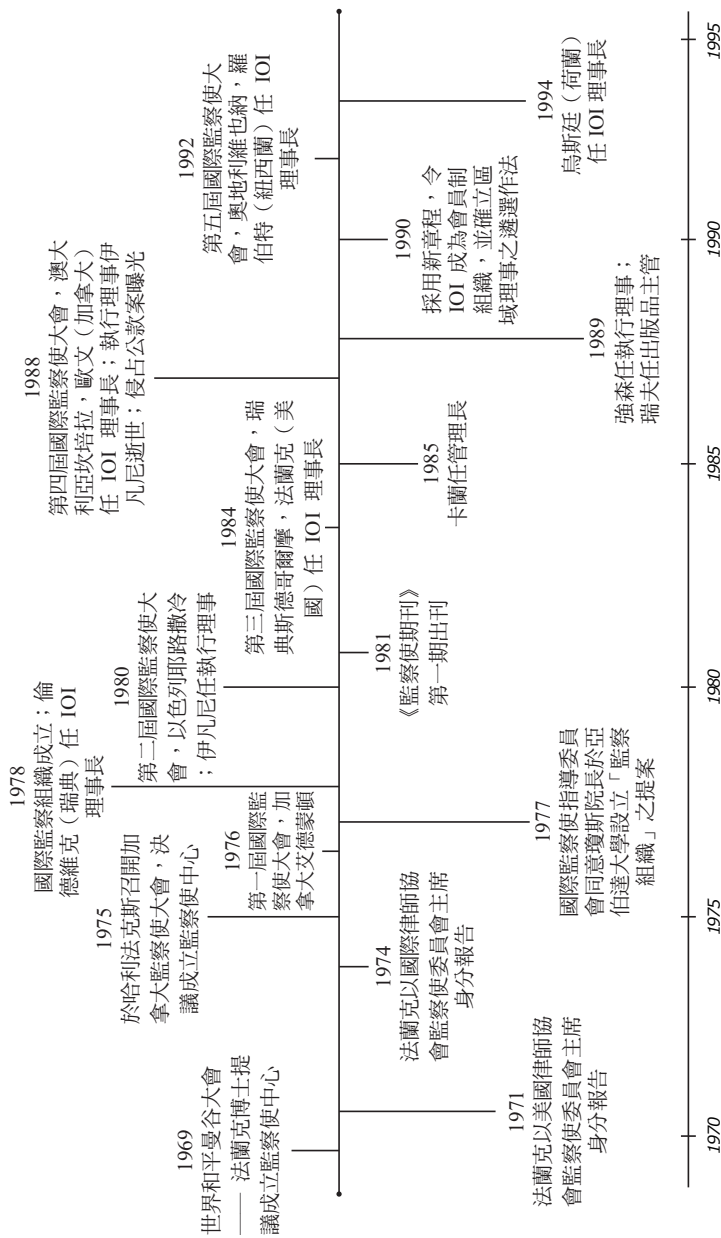 1969
世界和平曼谷大會
── 法蘭克博士提
議成立監察使中心
1971
法蘭克以美國律師協
會監察使委員會主席
身分報告
1974
法蘭克以國際律師協
會監察使委員會主席
身分報告
1975
於哈利法克斯召開加
拿大監察使大會，決
議成立監察使中心
1976
第一屆國際監
察使大會，加
拿大艾德蒙頓
1977
國際監察使指導委員
會同意瓊斯院長於亞
伯達大學設立「監察
組織」之提案
1978
國際監察組織成立；倫
德維克（瑞典）任 IOI
理事長
1980
第二屆國際監察使大
會，以色列耶路撒冷
；伊凡尼任執行理事
1981
《監察使期刊》
第一期出刊
1984
第三屆國際監察使大會，瑞
典斯德哥爾摩，法蘭克（美
國）任 IOI 理事長
1985
卡蘭任管理長
1988
第四屆國際監察使大會，澳大
利亞坎培拉，歐文（加拿大）
任 IOI 理事長；執行理事伊
凡尼逝世；侵占公款案曝光
1989
強森任執行理事；
瑞夫任出版品主管
1990
採用新章程，令
IOI 成為會員制
組織，並確立區
域理事之遴選作法
1992
第五屆國際監察使大
會，奧地利維也納，羅
伯特（紐西蘭）任 IOI
理事長
1994
烏斯廷（荷蘭）
任 IOI 理事長
1970
1975
1980
1985
1990
1995